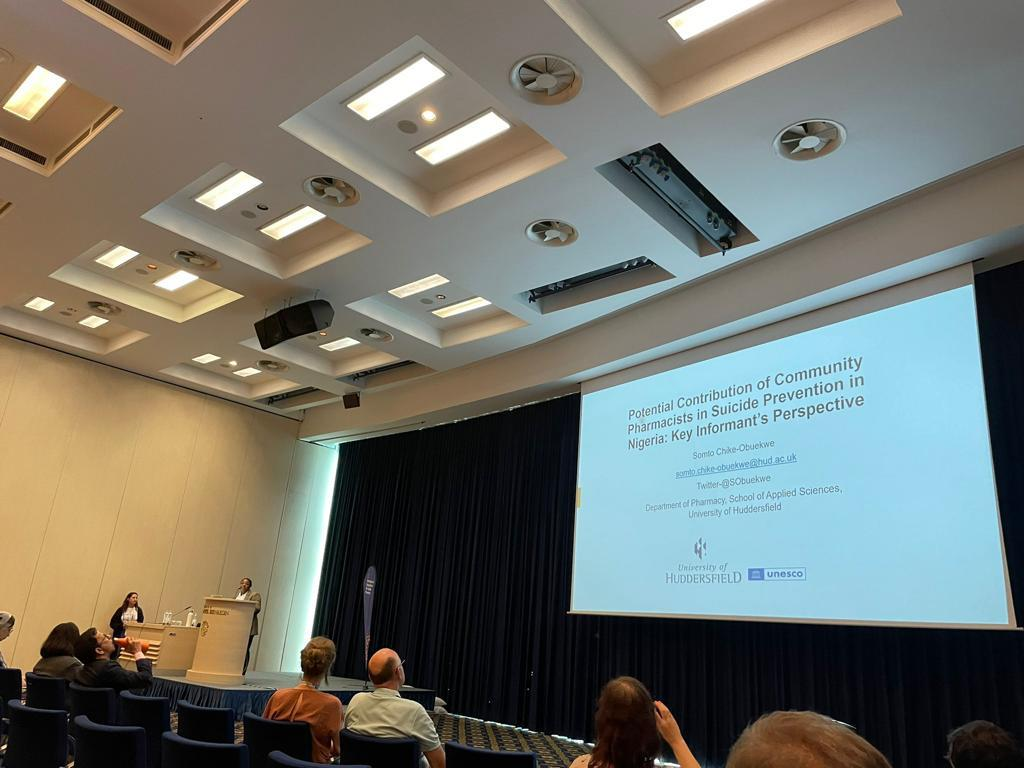 Potential Contribution of Community
Pharmacists in Suicide Prevention in
Nigeria: Key Informant's Perspective
Somto Chike-Obuekwe
somto.chike-obuekwe@hud.ac.uk
Twitter-@SObuekwe
Department of Pharmacy, School of Applied Sciences,
University of Huddersfield
University of
HUDDERSFIELD
unesco